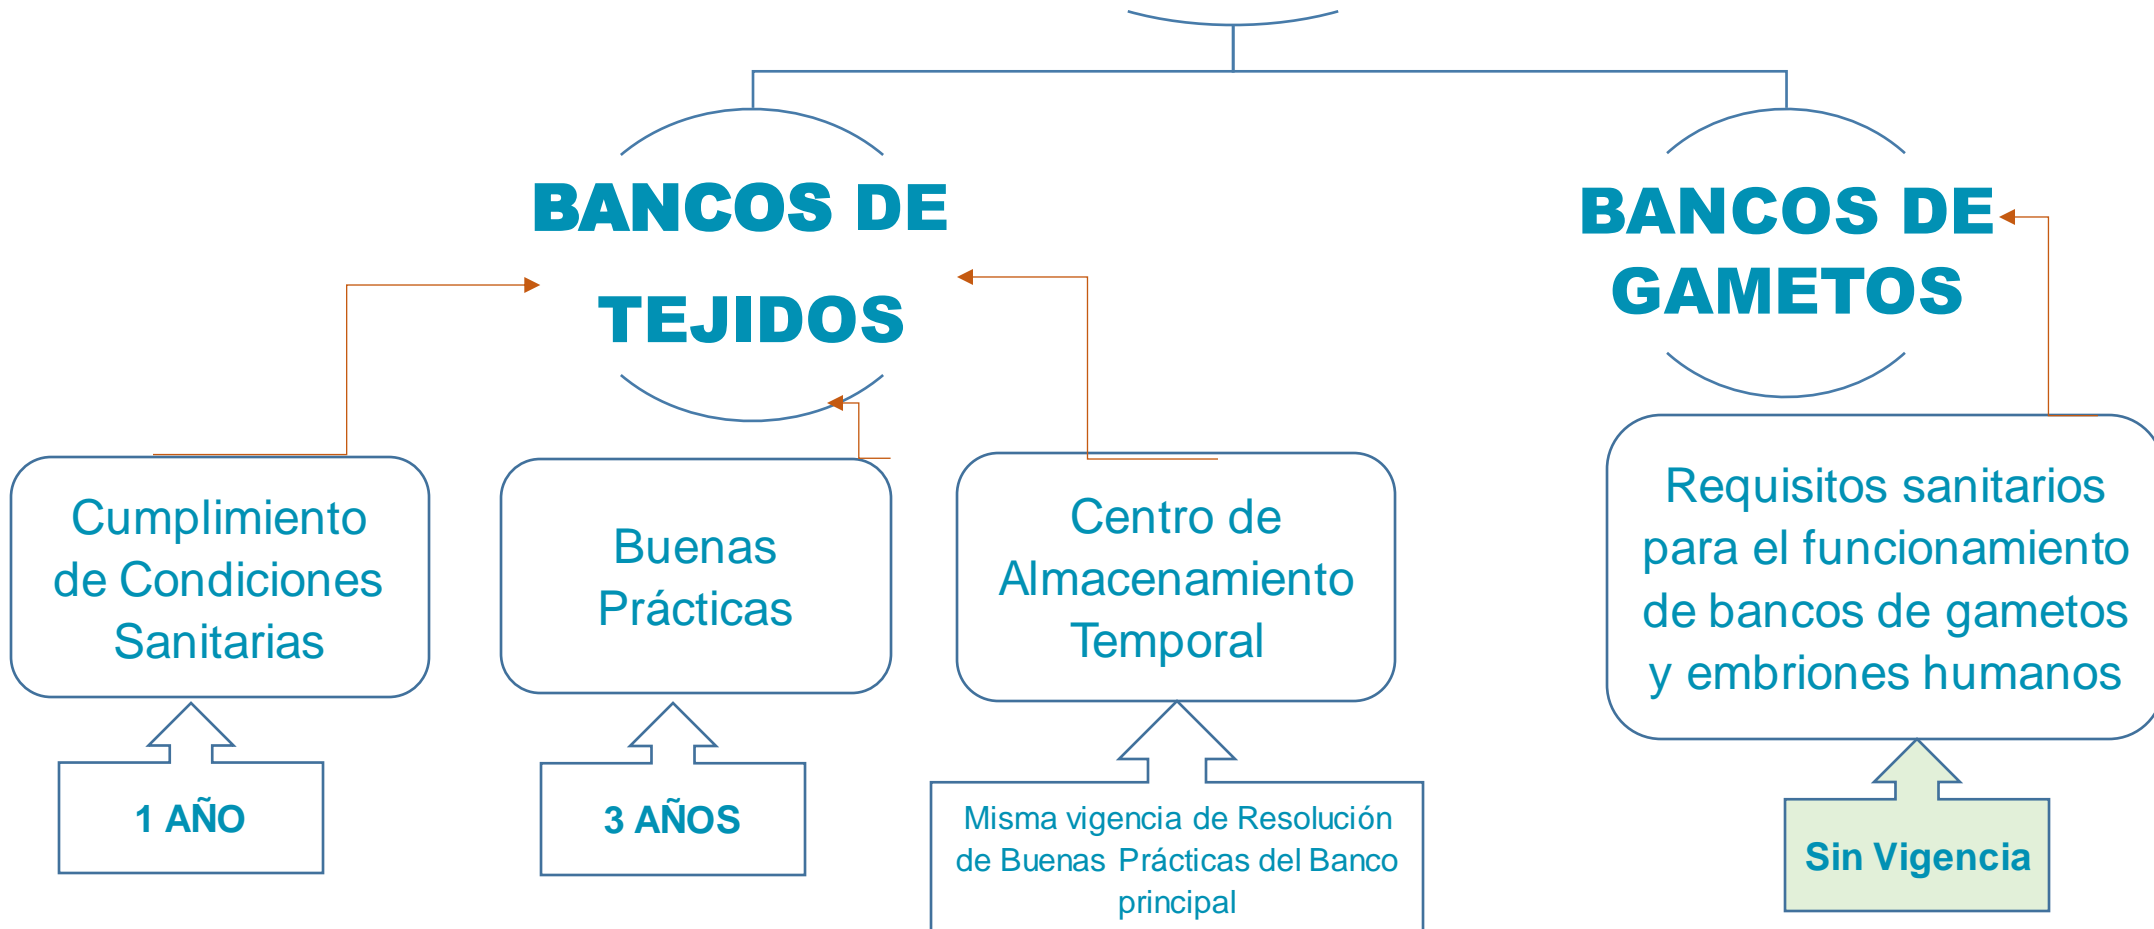 BANCOS DE
TEJIDOS
BANCOS DE
GAMETOS
Cumplimiento
de Condiciones
Sanitarias
Buenas
Prácticas
Centro de
Almacenamiento
Temporal
Requisitos sanitarios
para el funcionamiento
de bancos de gametos
y embriones humanos
1 AÑO
3 AÑOS
Misma vigencia de Resolución
de Buenas Prácticas del Banco
principal
Sin Vigencia